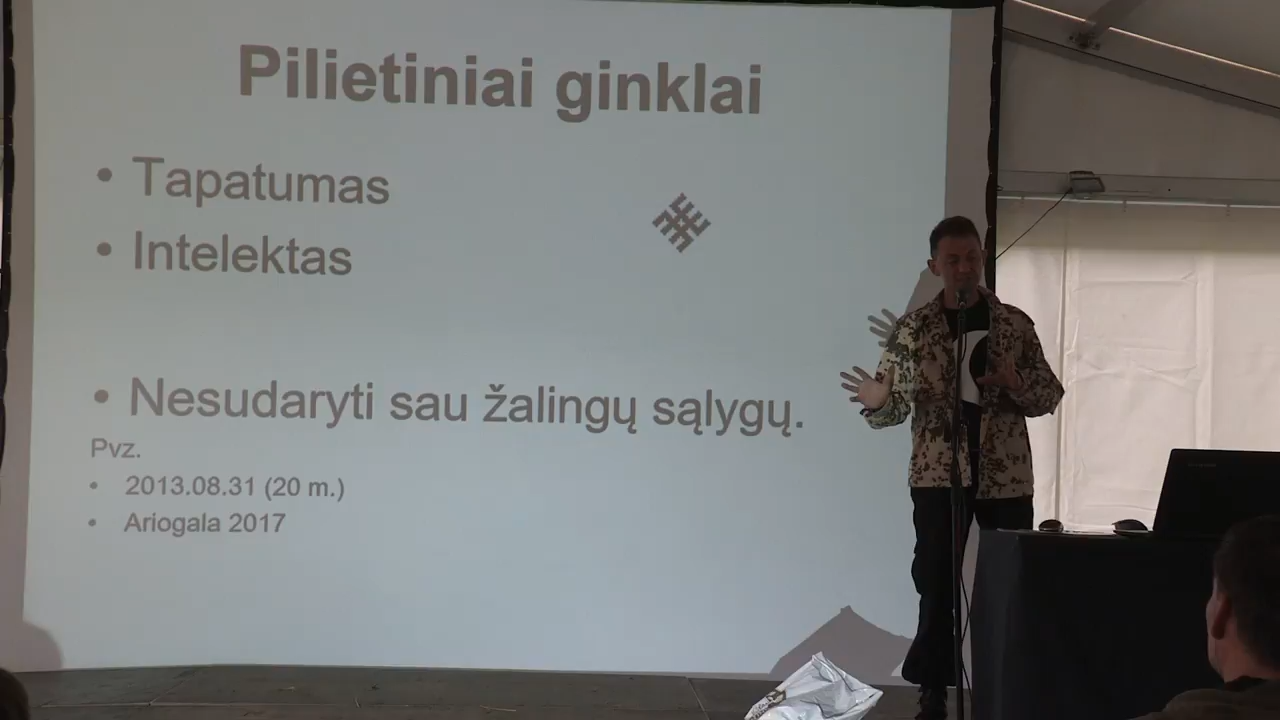 Pilietiniai ginklai
• Tapatumas
• Intelektas
• Nesudaryti sau žalingų sąlygų.
Pvz.
• 2013.08.31 (20 m.)
• Ariogala 2017